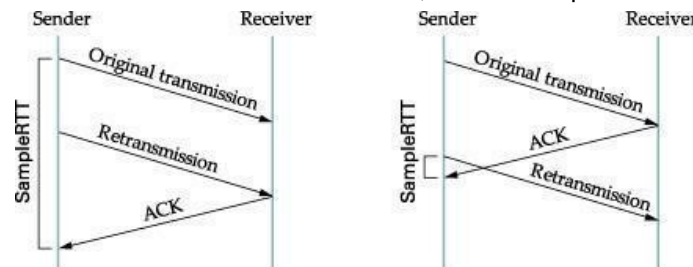 Sender Receiver
Original transmission
Retransmission
ACK
SampleRTT
Sender Receiver
Original transmission
ACK
Retransmission
SampleRTT